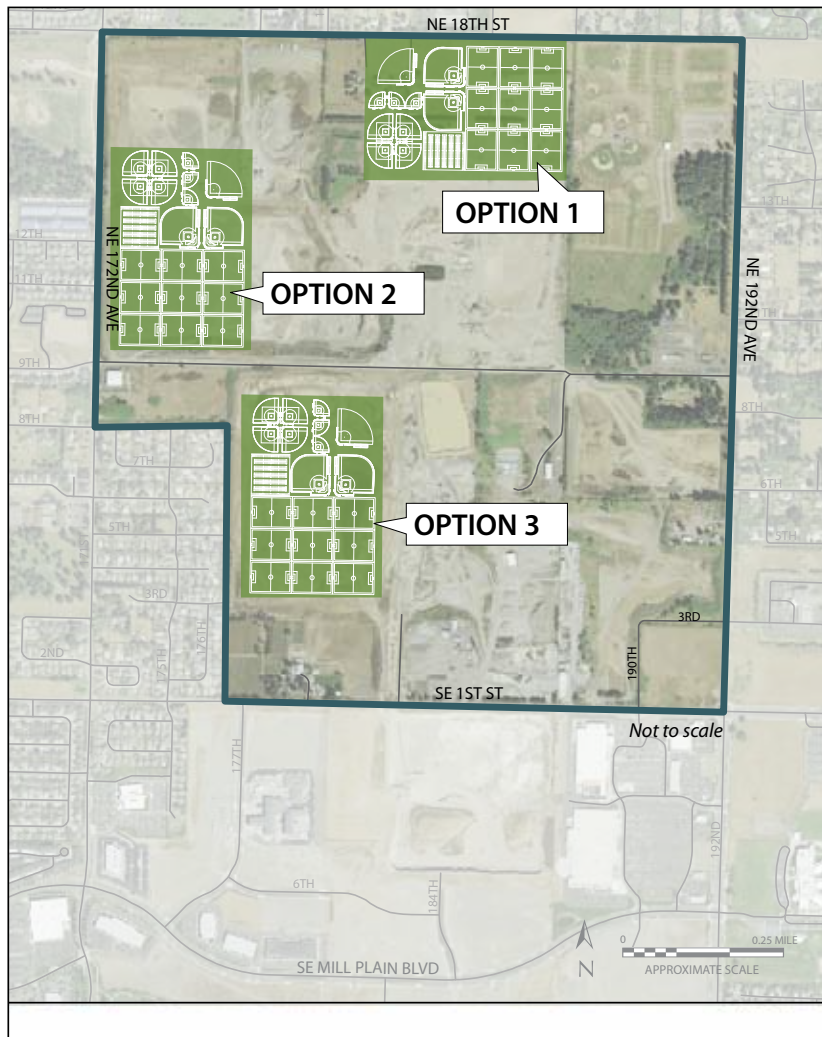 NE 18TH ST
OPTION 1
13TH
12TH
NE 172ND AVE
11TH
OPTION 2
NE 192ND AVE
9TH
8TH
8TH
7TH
6TH
OPTION 3
5TH
5TH
3RD
3RD
176TH
2ND
175TH
190TH
SE 1ST ST
Not to scale
177TH
192ND
6TH
184TH
0
0.25 MILE
N
APPROXIMATE SCALE
SE MILL PLAIN BLVD